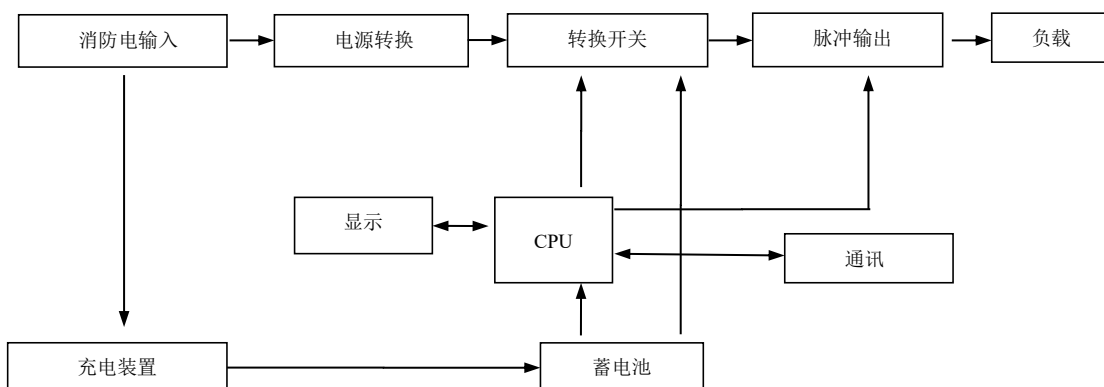 消防电输入
电源转换
转换开关
脉冲输出
负载
显示
CPU
通讯
充电装置
蓄电池